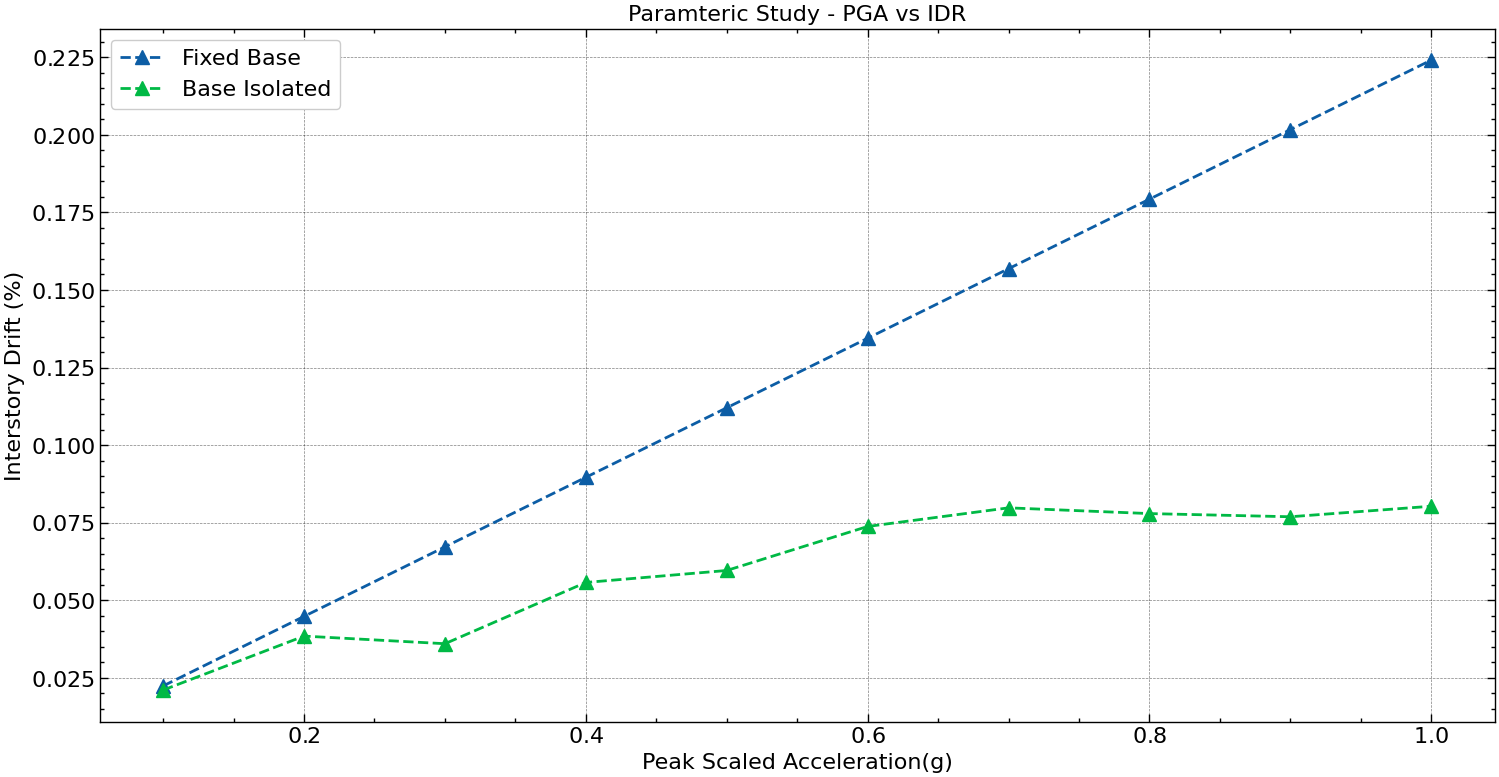 Paramteric Study - PGA vs IDR
Fixed Base
Base Isolated
0.225
0.200
0.175
0.150
0.125
0.100
0.075
0.050
0.025
Interstory Drift (%)
0.2 0.4 0.6 0.8 1.0
Peak Scaled Acceleration(g)